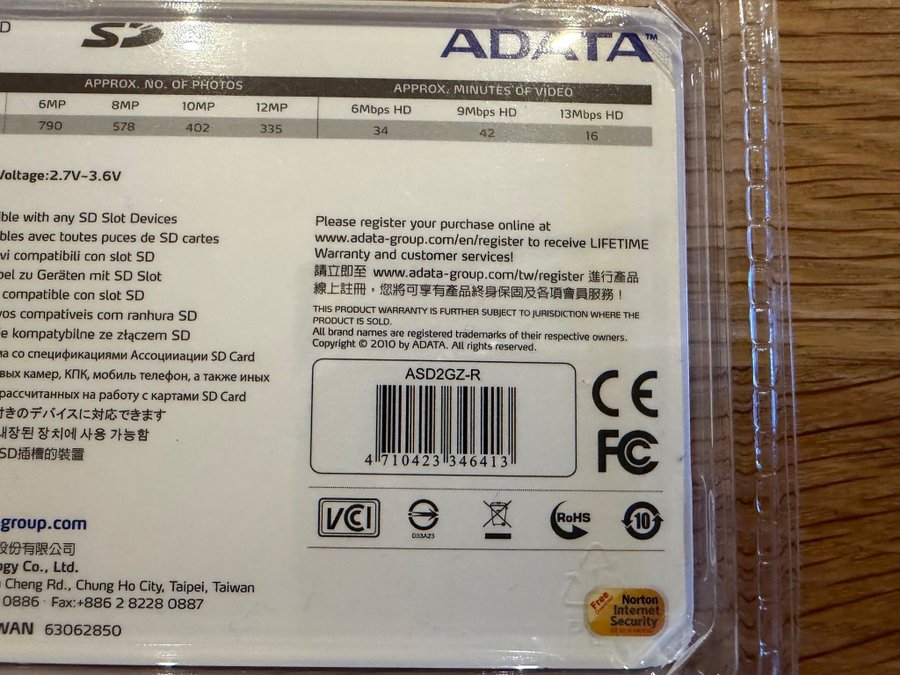 D
SD
ADATA™
APPROX. NO. OF PHOTOS
APPROX. MINUTES OF VIDEO
6MP 8MP 10MP 12MP 6Mbps HD 9Mbps HD 13Mbps HD
790 578 402 335 34 42 16
Voltage:2.7V~3.6V
ible with any SD Slot Devices
bles avec toutes puces de SD cartes
vi compatibili con slot SD
bel zu Geräten mit SD Slot
compatible con slot SD
vos compatíveis com ranhura SD
ie kompatybilne ze złączem SD
ма со спецификациями Ассоцииации SD Card
вых камер, КПК, мобиль телефон, а также иных
рассчитанных на работу с картами SD Card
付きのデバイスに対応できます
내장된 장치에 사용 가능함
SD插槽的裝置
Please register your purchase online at
www.adata-group.com/en/register to receive LIFETIME
Warranty and customer services!
請立即至 www.adata-group.com/tw/register 進行產品
線上註冊，您將可享有產品終身保固及各項會員服務！
THIS PRODUCT WARRANTY IS FURTHER SUBJECT TO JURISDICTION WHERE THE
PRODUCT IS SOLD.
All brand names are registered trademarks of their respective owners.
Copyright © 2010 by ADATA. All rights reserved.
ASD2GZ-R
4 710423 346413
CE
FC
VCI
D33A23
RoHS
10
-group.com
股份有限公司
ogy Co., Ltd.
Cheng Rd., Chung Ho City, Taipei, Taiwan
0886 · Fax:+886 2 8228 0887
WAN 63062850
Free
Norton
Internet
Security